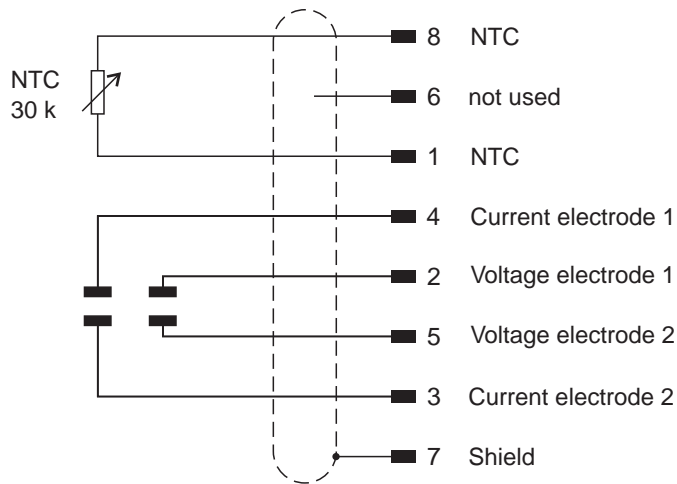 8 NTC
NTC
30 k
6 not used
1 NTC
4 Current electrode 1
2 Voltage electrode 1
5 Voltage electrode 2
3 Current electrode 2
7 Shield